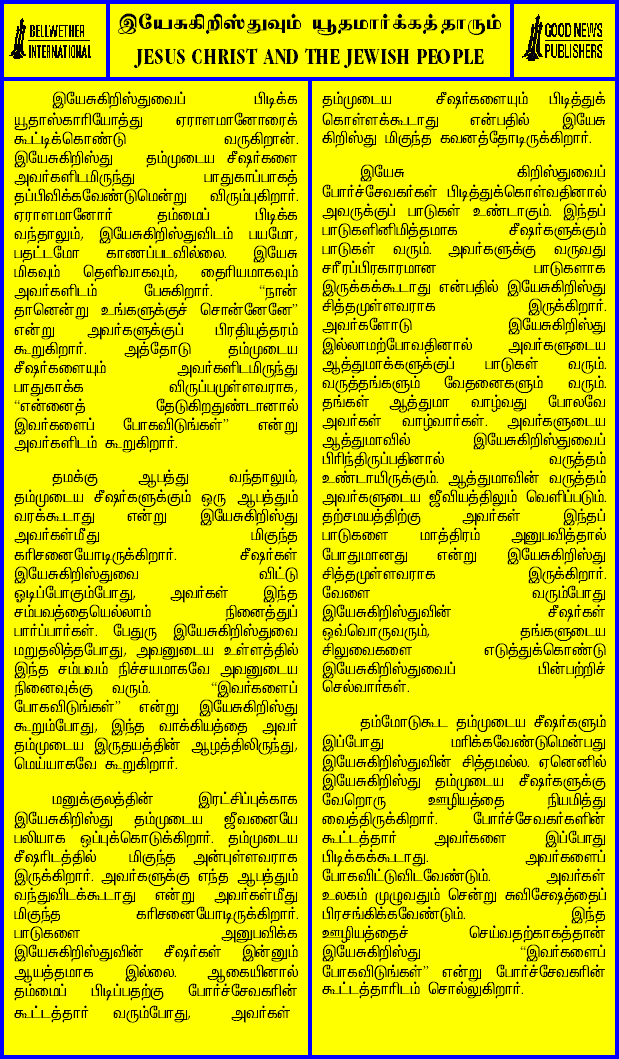 BELLWETHER
INTERNATIONAL
இயேசுகிறிஸ்துவும் யூதமார்க்கத்தாரும்
JESUS CHRIST AND THE JEWISH PEOPLE
GOOD NEWS
PUBLISHERS
இயேசுகிறிஸ்துவைப் பிடிக்க
யூதாஸ்காரியோத்து ஏராளமானோரைக்
கூட்டிக்கொண்டு வருகிறான்.
இயேசுகிறிஸ்து தம்முடைய சீஷர்களை
அவர்களிடமிருந்து பாதுகாப்பாகத்
தப்பிவிக்கவேண்டுமென்று விரும்புகிறார்.
ஏராளமானோர் தம்மைப் பிடிக்க
வந்தாலும், இயேசுகிறிஸ்துவிடம் பயமோ,
பதட்டமோ காணப்படவில்லை. இயேசு
மிகவும் தெளிவாகவும், தைரியமாகவும்
அவர்களிடம் பேசுகிறார். “நான்
தானென்று உங்களுக்குச் சொன்னேனே”
என்று அவர்களுக்குப் பிரதியுத்தரம்
கூறுகிறார். அத்தோடு தம்முடைய
சீஷர்களையும் அவர்களிடமிருந்து
பாதுகாக்க விருப்பமுள்ளவராக,
“என்னைத் தேடுகிறதுண்டானால்
இவர்களைப் போகவிடுங்கள்” என்று
அவர்களிடம் கூறுகிறார்.
தமக்கு ஆபத்து வந்தாலும்,
தம்முடைய சீஷர்களுக்கும் ஒரு ஆபத்தும்
வரக்கூடாது என்று இயேசுகிறிஸ்து
அவர்கள்மீது மிகுந்த
கரிசனையோடிருக்கிறார். சீஷர்கள்
இயேசுகிறிஸ்துவை விட்டு
ஓடிப்போகும்போது, அவர்கள் இந்த
சம்பவத்தையெல்லாம் நினைத்துப்
பார்ப்பார்கள். பேதுரு இயேசுகிறிஸ்துவை
மறுதலித்தபோது, அவனுடைய உள்ளத்தில்
இந்த சம்பவம் நிச்சயமாகவே அவனுடைய
நினைவுக்கு வரும். “இவர்களைப்
போகவிடுங்கள்” என்று இயேசுகிறிஸ்து
கூறும்போது, இந்த வாக்கியத்தை அவர்
தம்முடைய இருதயத்தின் ஆழத்திலிருந்து,
மெய்யாகவே கூறுகிறார்.
மனுக்குலத்தின் இரட்சிப்புக்காக
இயேசுகிறிஸ்து தம்முடைய ஜீவனையே
பலியாக ஒப்புக்கொடுக்கிறார். தம்முடைய
சீஷரிடத்தில் மிகுந்த அன்புள்ளவராக
இருக்கிறார். அவர்களுக்கு எந்த ஆபத்தும்
வந்துவிடக்கூடாது என்று அவர்கள்மீது
மிகுந்த கரிசனையோடிருக்கிறார்.
பாடுகளை அனுபவிக்க
இயேசுகிறிஸ்துவின் சீஷர்கள் இன்னும்
ஆயத்தமாக இல்லை. ஆகையினால்
தம்மைப் பிடிப்பதற்கு போர்ச்சேவகரின்
கூட்டத்தார் வரும்போது, அவர்கள்
தம்முடைய சீஷர்களையும் பிடித்துக்
கொள்ளக்கூடாது என்பதில் இயேசு
கிறிஸ்து மிகுந்த கவனத்தோடிருக்கிறார்.
இயேசு கிறிஸ்துவைப்
போர்ச்சேவகர்கள் பிடித்துக்கொள்வதினால்
அவருக்குப் பாடுகள் உண்டாகும். இந்தப்
பாடுகளினிமித்தமாக சீஷர்களுக்கும்
பாடுகள் வரும். அவர்களுக்கு வருவது
சரீரப்பிரகாரமான பாடுகளாக
இருக்கக்கூடாது என்பதில் இயேசுகிறிஸ்து
சித்தமுள்ளவராக இருக்கிறார்.
அவர்களோடு இயேசுகிறிஸ்து
இல்லாமற்போவதினால் அவர்களுடைய
ஆத்துமாக்களுக்குப் பாடுகள் வரும்.
வருத்தங்களும் வேதனைகளும் வரும்.
தங்கள் ஆத்துமா வாழ்வது போலவே
அவர்கள் வாழ்வார்கள். அவர்களுடைய
ஆத்துமாவில் இயேசுகிறிஸ்துவைப்
பிரிந்திருப்பதினால் வருத்தம்
உண்டாயிருக்கும். ஆத்துமாவின் வருத்தம்
அவர்களுடைய ஜீவியத்திலும் வெளிப்படும்.
தற்சமயத்திற்கு அவர்கள் இந்தப்
பாடுகளை மாத்திரம் அனுபவித்தால்
போதுமானது என்று இயேசுகிறிஸ்து
சித்தமுள்ளவராக இருக்கிறார்.
வேளை வரும்போது
இயேசுகிறிஸ்துவின் சீஷர்கள்
ஒவ்வொருவரும், தங்களுடைய
சிலுவைகளை எடுத்துக்கொண்டு
இயேசுகிறிஸ்துவைப் பின்பற்றிச்
செல்வார்கள்.
தம்மோடுகூட தம்முடைய சீஷர்களும்
இப்போது மரிக்கவேண்டுமென்பது
இயேசுகிறிஸ்துவின் சித்தமல்ல. ஏனெனில்
இயேசுகிறிஸ்து தம்முடைய சீஷர்களுக்கு
வேறொரு ஊழியத்தை நியமித்து
வைத்திருக்கிறார். போர்ச்சேவகர்களின்
கூட்டத்தார் அவர்களை இப்போது
பிடிக்கக்கூடாது. அவர்களைப்
போகவிட்டுவிடவேண்டும். அவர்கள்
உலகம் முழுவதும் சென்று சுவிசேஷத்தைப்
பிரசங்கிக்கவேண்டும். இந்த
ஊழியத்தைச் செய்வதற்காகத்தான்
இயேசுகிறிஸ்து “இவர்களைப்
போகவிடுங்கள்” என்று போர்ச்சேவகரின்
கூட்டத்தாரிடம் சொல்லுகிறார்.